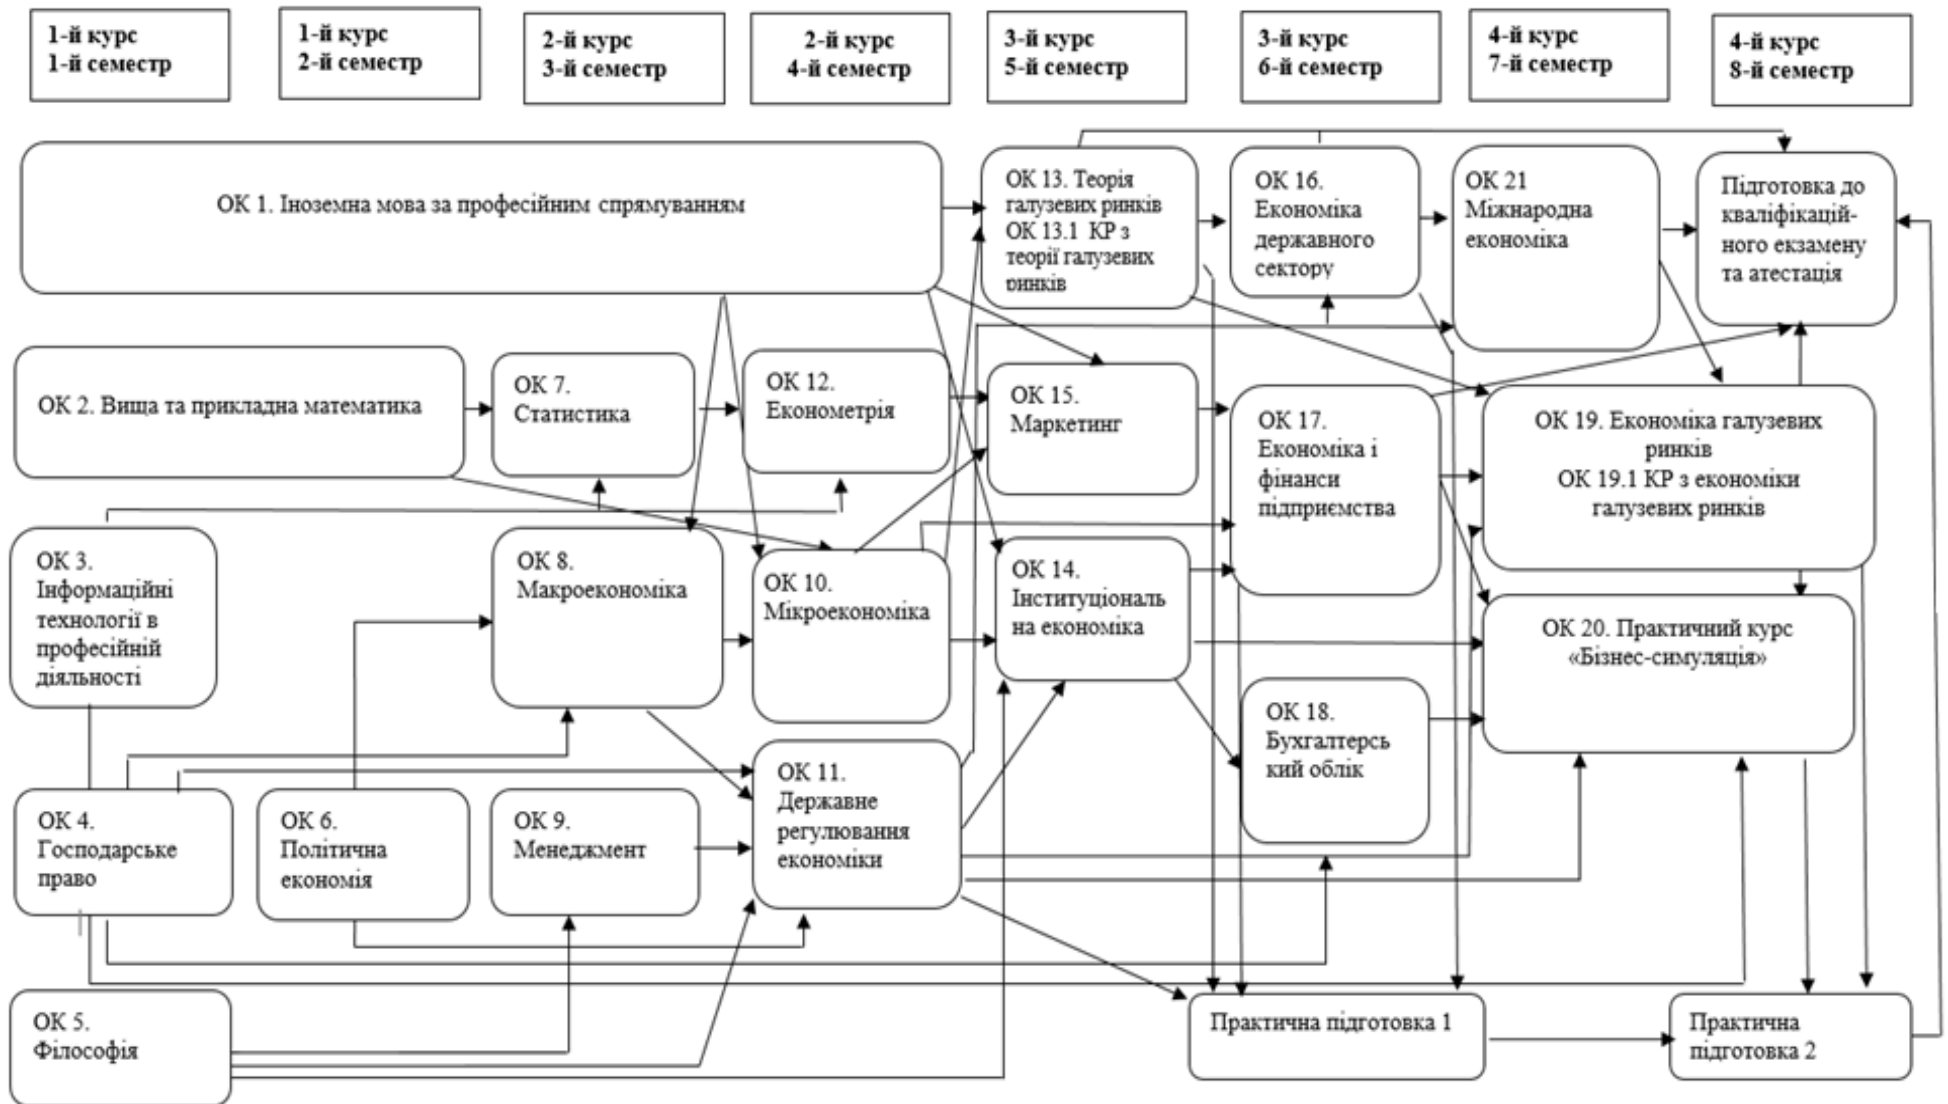 1-й курс
1-й семестр
1-й курс
2-й семестр
2-й курс
3-й семестр
2-й курс
4-й семестр
3-й курс
5-й семестр
3-й курс
6-й семестр
4-й курс
7-й семестр
4-й курс
8-й семестр
ОК 1. Іноземна мова за професійним спрямуванням
ОК 13. Теорія
галузевих ринків
ОК 13.1 КР з
теорії галузевих
ринків
ОК 16.
Економіка
державного
сектору
ОК 21
Міжнародна
економіка
Підготовка до
кваліфікацій-
ного екзамену
та атестація
ОК 2. Вища та прикладна математика
ОК 7.
Статистика
ОК 12.
Економетрія
ОК 15.
Маркетинг
ОК 17.
Економіка і
фінанси
підприємства
ОК 19. Економіка галузевих
ринків
ОК 19.1 КР з економіки
галузевих ринків
ОК 3.
Інформаційні
технології в
професійній
діяльності
ОК 8.
Макроекономіка
ОК 10.
Мікроекономіка
ОК 14.
Інституціональ
на економіка
ОК 20. Практичний курс
«Бізнес-симуляція»
ОК 18.
Бухгалтерсь
кий облік
ОК 4.
Господарське
право
ОК 6.
Політична
економія
ОК 9.
Менеджмент
ОК 11.
Державне
регулювання
економіки
ОК 5.
Філософія
Практична підготовка 1
Практична
підготовка 2